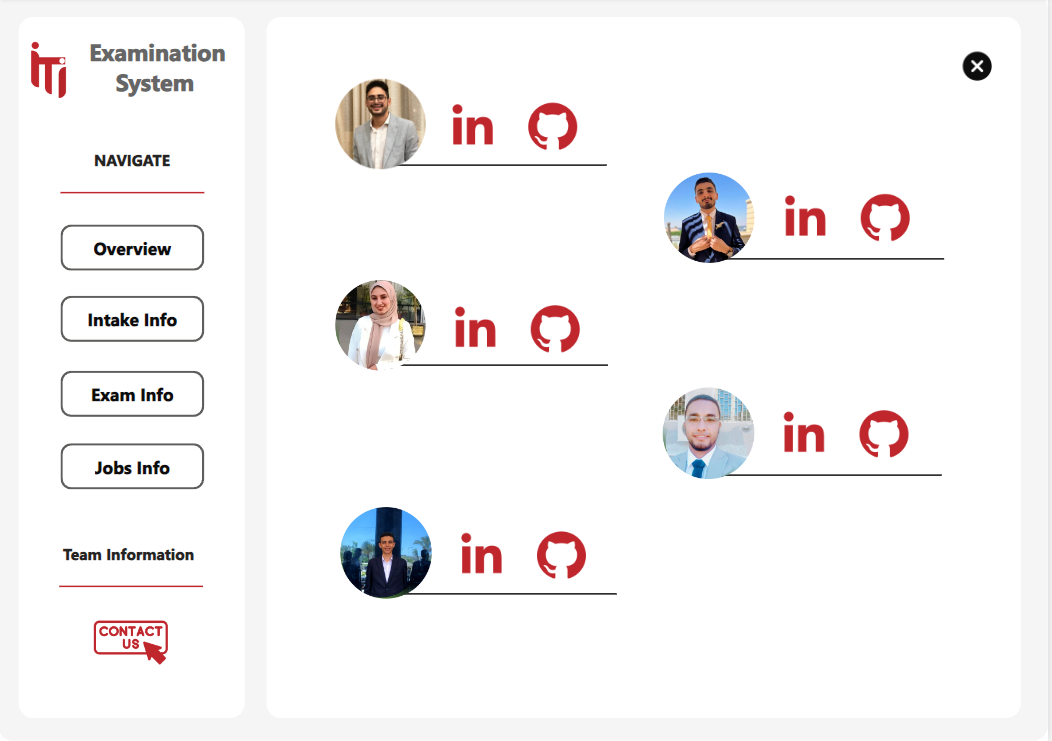 iTi
Examination
System
NAVIGATE
Overview
Intake Info
Exam Info
Jobs Info
Team Information
CONTACT
US
in
in
in
in
in